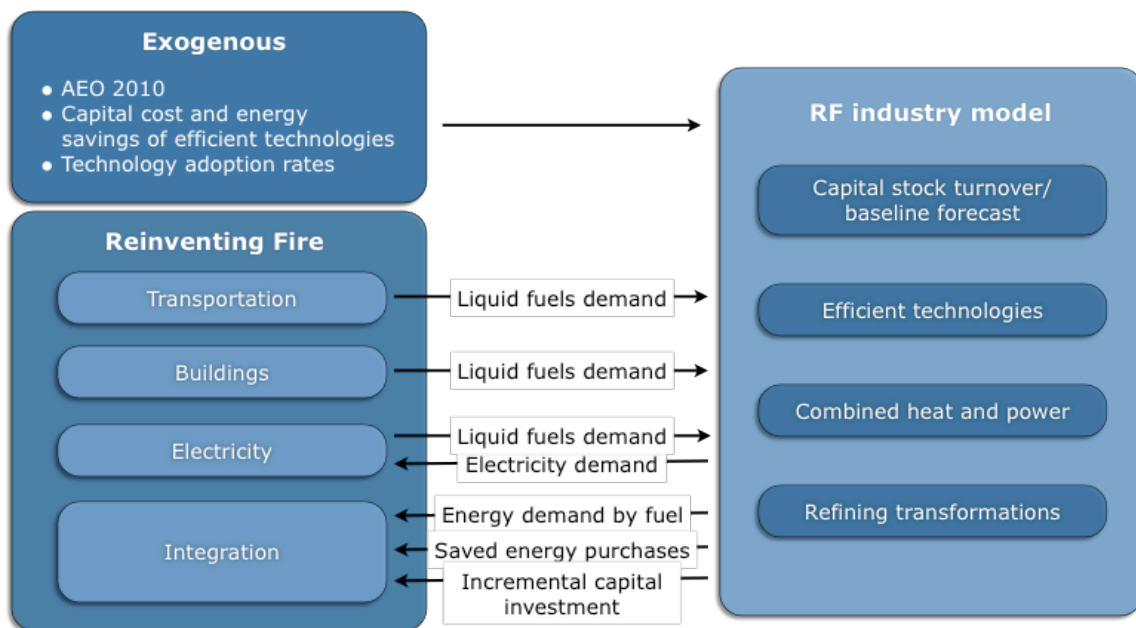 Exogenous
● AEO 2010
● Capital cost and energy
savings of efficient technologies
● Technology adoption rates
Reinventing Fire
Transportation
Buildings
Electricity
Integration
Liquid fuels demand
Liquid fuels demand
Liquid fuels demand
Electricity demand
Energy demand by fuel
Saved energy purchases
Incremental capital
investment
RF industry model
Capital stock turnover/
baseline forecast
Efficient technologies
Combined heat and power
Refining transformations